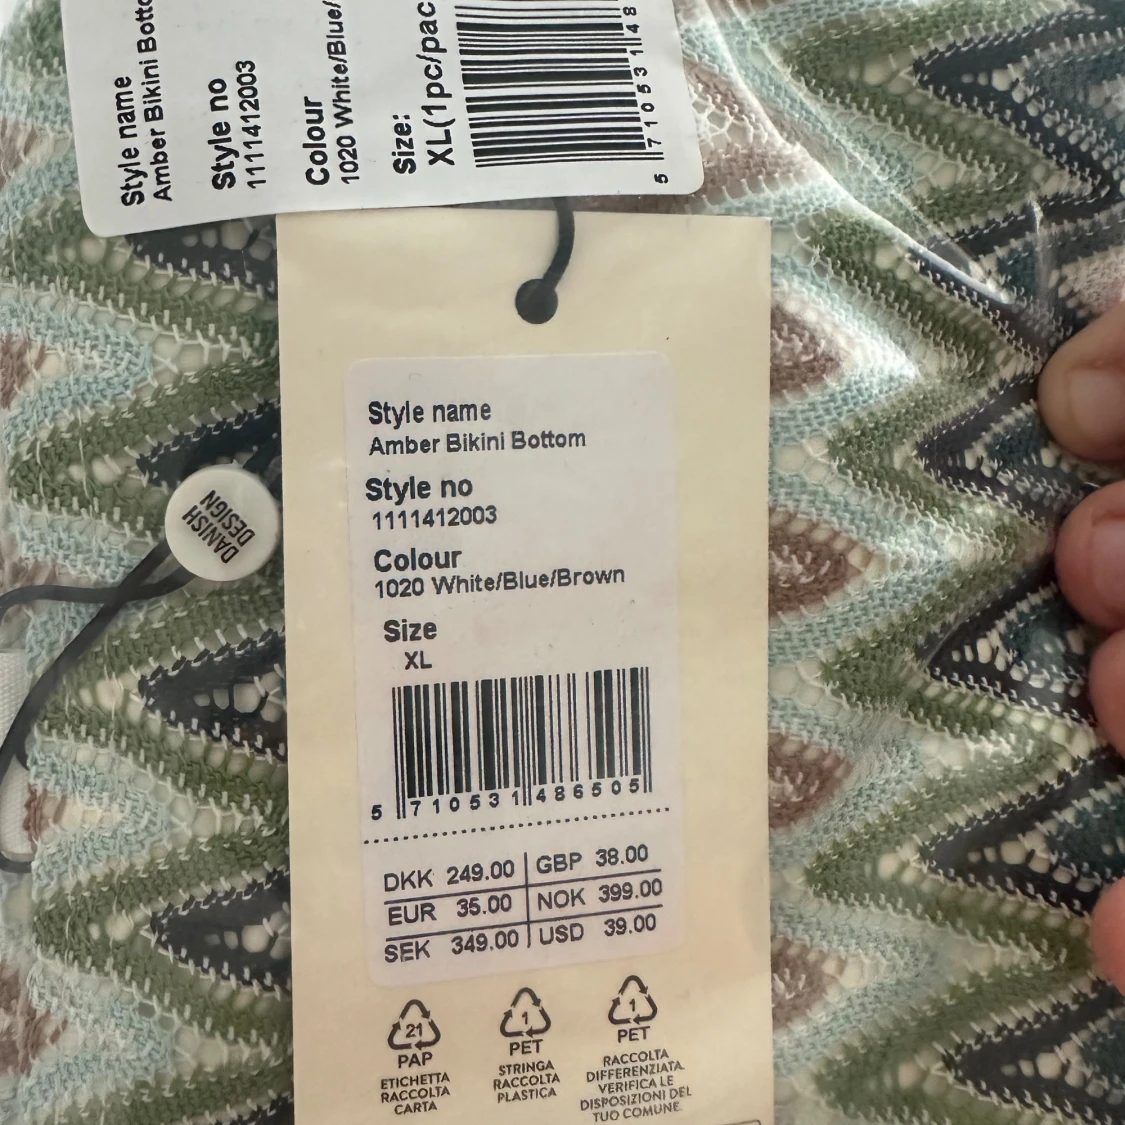 Style name
Amber Bikini
Style no
1111412003
Colour
1020 White/Blue/
Size:
XL(1pc/pac
5 710531 48
DANISH
DESIGN
Style name
Amber Bikini Bottom
Style no
1111412003
Colour
1020 White/Blue/Brown
Size
XL
5 710531 486505
DKK 249.00 GBP 38.00
EUR 35.00 NOK 399.00
SEK 349.00 USD 39.00
21
PAP
ETICHETTA
RACCOLTA
CARTA
1
PET
STRINGA
RACCOLTA
PLASTICA
1
PET
RACCOLTA
DIFFERENZIATA.
VERIFICA LE
DISPOSIZIONI DEL
TUO COMUNE.